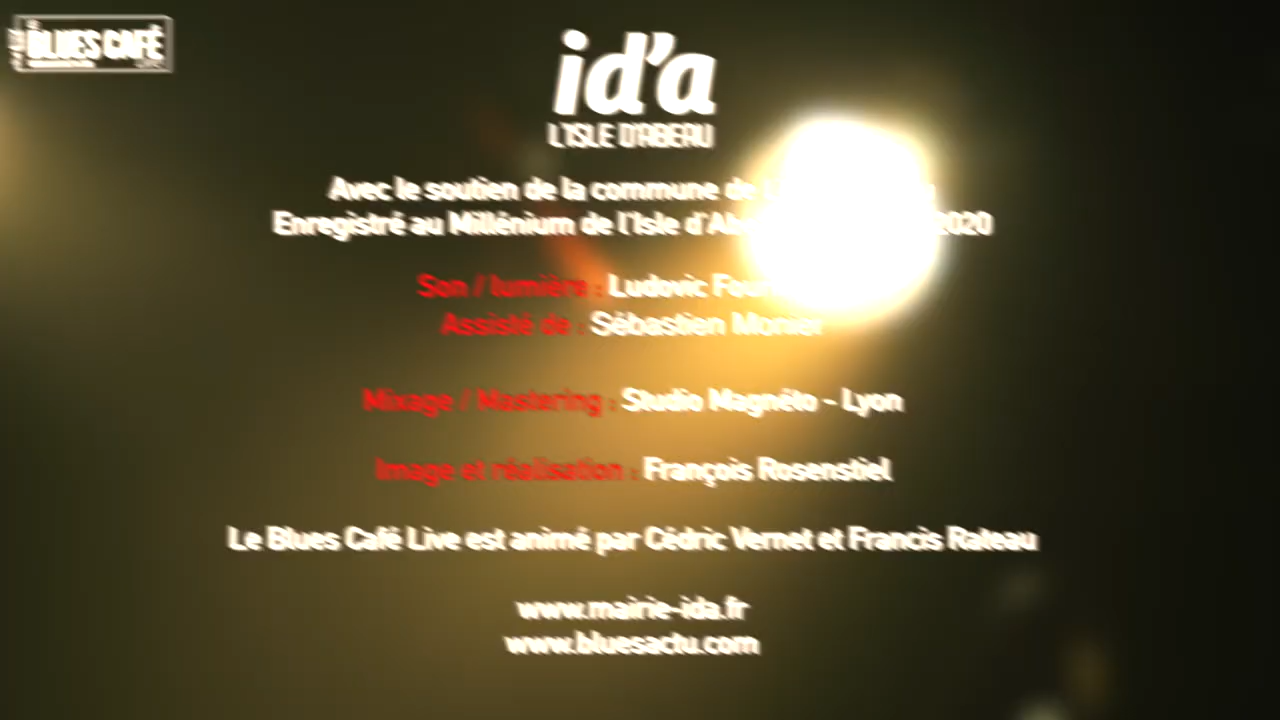 BLUES CAFÉ
id'a
L'ISLE D'ABEAU
Avec le soutien de la commune de
Enregistré au Millénium de l'Isle d'Ab 2020
Son / lumière : Ludovic
Assisté de : Sébastien Monier
Mixage / Mastering : Studio Magnéto - Lyon
Image et réalisation : François Rosenstiel
Le Blues Café Live est animé par Cédric Vernet et Francis Rateau
www.mairie-ida.fr
www.bluesactu.com